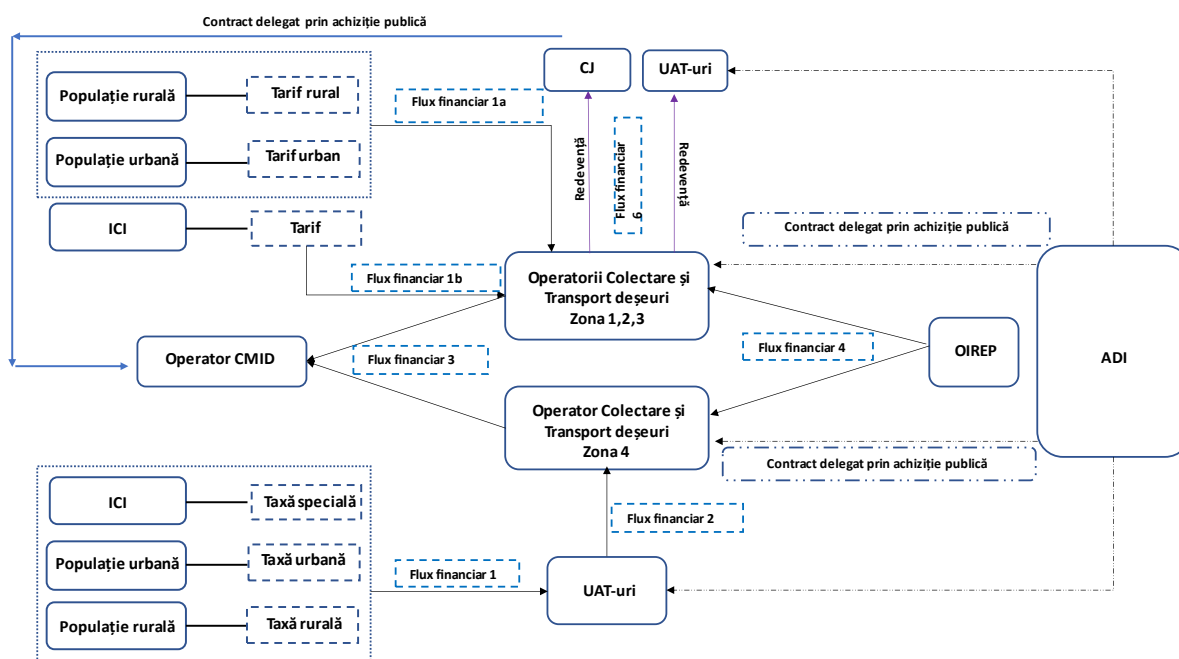 Contract delegat prin achiziție publică
CJ
UAT-uri
Populație rurală
Tarif rural
Flux financiar 1a
Populație urbană
Tarif urban
Redevență
Flux financiar
6
Redevență
ICI
Tarif
Contract delegat prin achiziție publică
Flux financiar 1b
Operatorii Colectare și
Transport deșeuri
Zona 1,2,3
Operator CMID
Flux financiar 3
Flux financiar 4
OIREP
ADI
Operator Colectare și
Transport deșeuri
Zona 4
Contract delegat prin achiziție publică
ICI
Taxă specială
Flux financiar 2
Populație urbană
Taxă urbană
Flux financiar 1
UAT-uri
Populație rurală
Taxă rurală